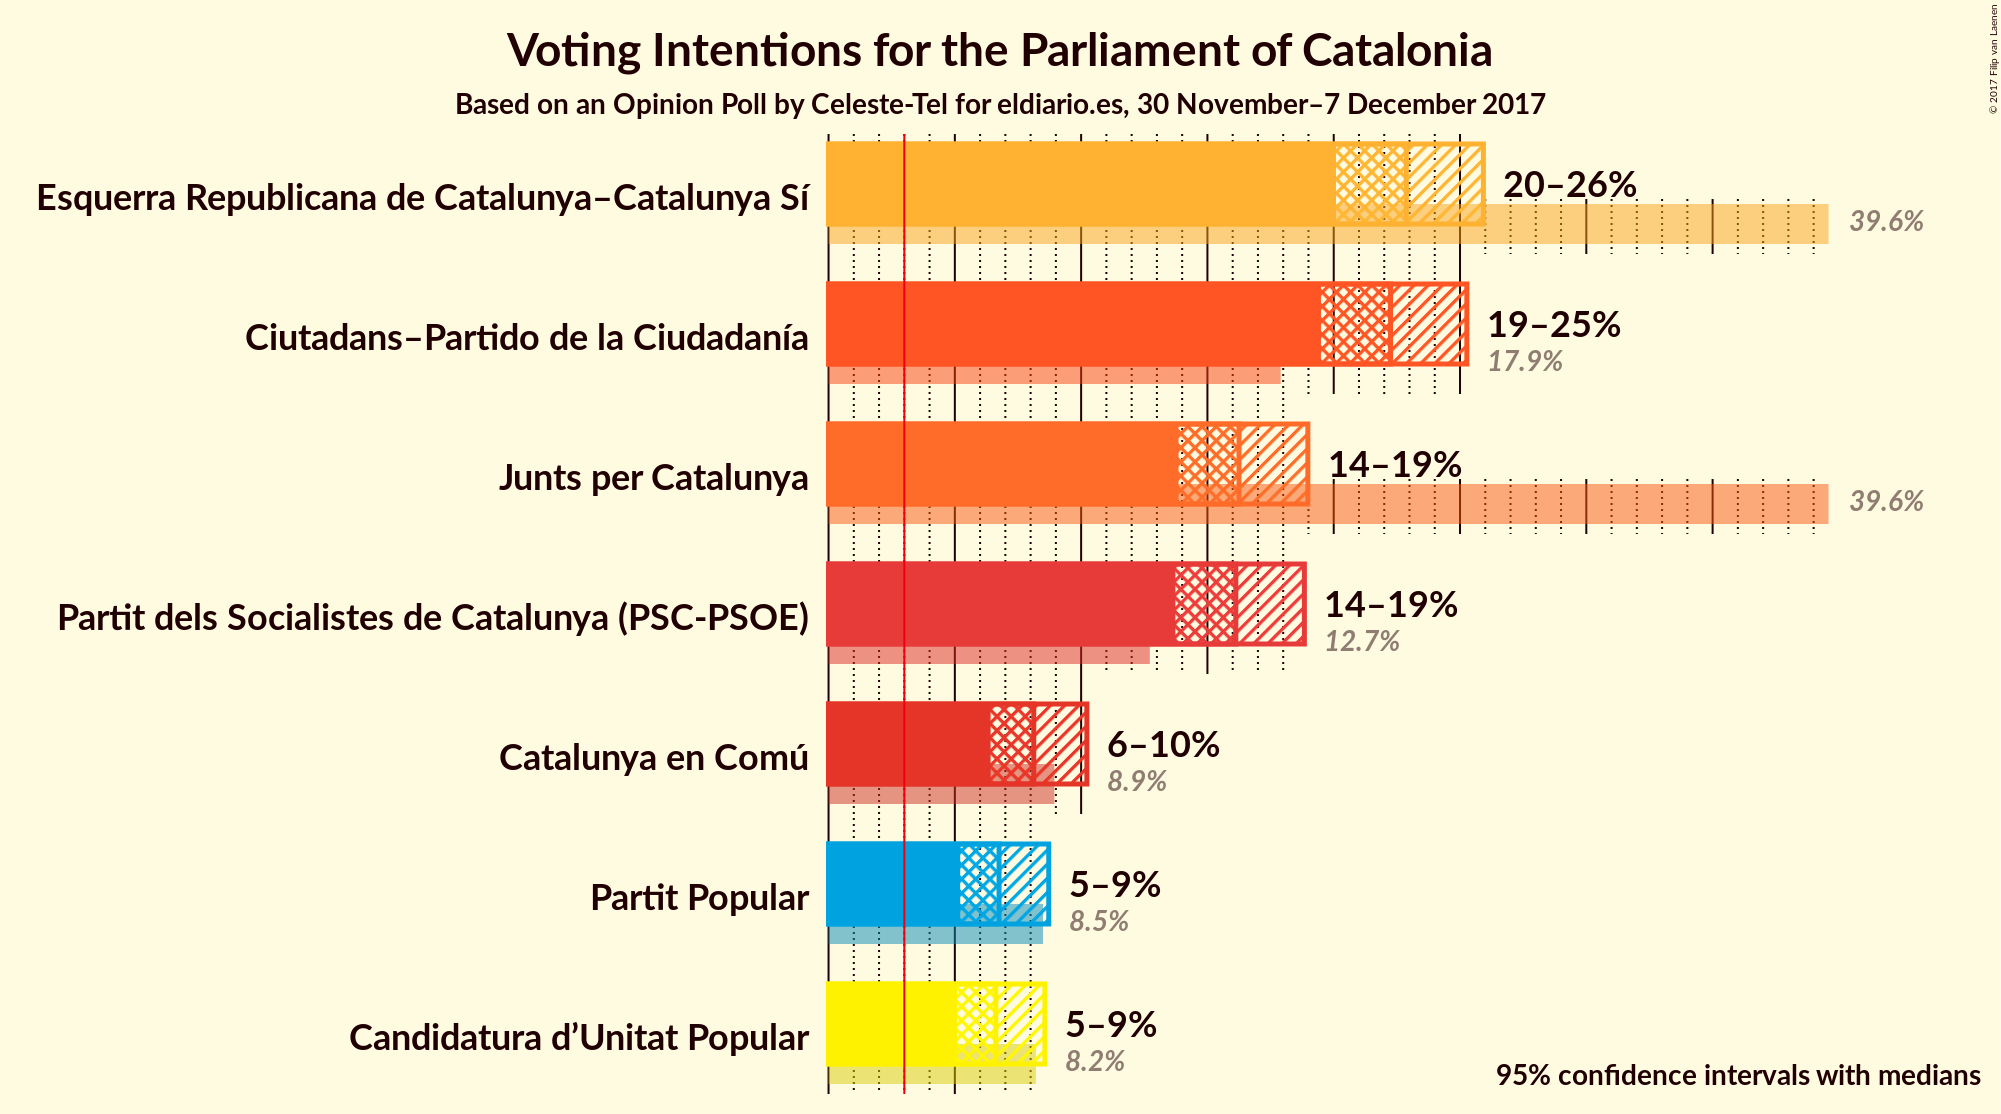 Voting Intentions for the Parliament of Catalonia
Based on an Opinion Poll by Celeste-Tel for eldiario.es, 30 November–7 December 2017
© 2017 Filip van Laenen
Esquerra Republicana de Catalunya–Catalunya Sí
20–26%
39.6%
Ciutadans–Partido de la Ciudadanía
19–25%
17.9%
Junts per Catalunya
14–19%
39.6%
Partit dels Socialistes de Catalunya (PSC-PSOE)
14–19%
12.7%
Catalunya en Comú
6–10%
8.9%
Partit Popular
5–9%
8.5%
Candidatura d’Unitat Popular
5–9%
8.2%
95% confidence intervals with medians